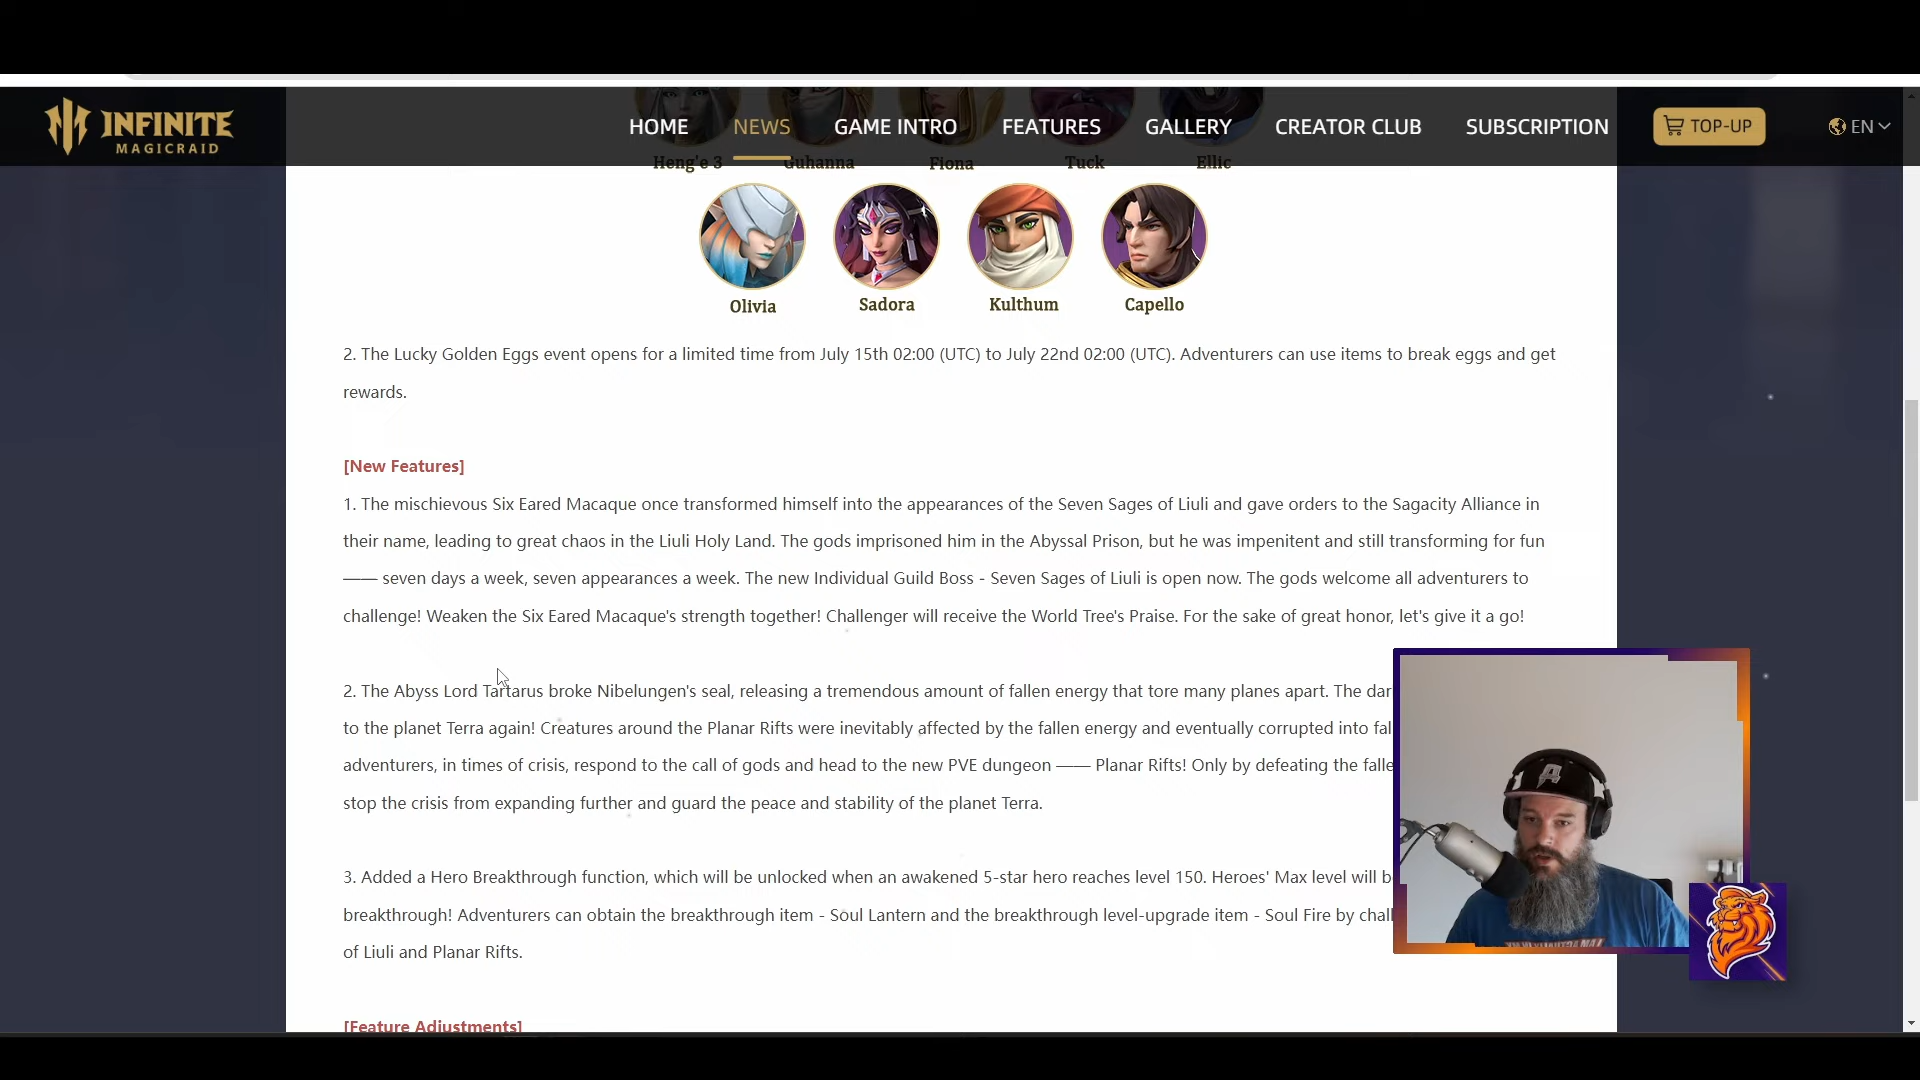 INFINITE
MAGICRAID
HOME NEWS GAME INTRO FEATURES GALLERY CREATOR CLUB SUBSCRIPTION TOP-UP EN
Heng'e 3 Guhanna Fiona Tuck Ellic
Olivia Sadora Kulthum Capello
2. The Lucky Golden Eggs event opens for a limited time from July 15th 02:00 (UTC) to July 22nd 02:00 (UTC). Adventurers can use items to break eggs and get
rewards.
[New Features]
1. The mischievous Six Eared Macaque once transformed himself into the appearances of the Seven Sages of Liuli and gave orders to the Sagacity Alliance in
their name, leading to great chaos in the Liuli Holy Land. The gods imprisoned him in the Abyssal Prison, but he was impenitent and still transforming for fun
—— seven days a week, seven appearances a week. The new Individual Guild Boss - Seven Sages of Liuli is open now. The gods welcome all adventurers to
challenge! Weaken the Six Eared Macaque's strength together! Challenger will receive the World Tree's Praise. For the sake of great honor, let's give it a go!
2. The Abyss Lord Tartarus broke Nibelungen's seal, releasing a tremendous amount of fallen energy that tore many planes apart. The dar
to the planet Terra again! Creatures around the Planar Rifts were inevitably affected by the fallen energy and eventually corrupted into fal
adventurers, in times of crisis, respond to the call of gods and head to the new PVE dungeon —— Planar Rifts! Only by defeating the falle
stop the crisis from expanding further and guard the peace and stability of the planet Terra.
3. Added a Hero Breakthrough function, which will be unlocked when an awakened 5-star hero reaches level 150. Heroes' Max level will b
breakthrough! Adventurers can obtain the breakthrough item - Soul Lantern and the breakthrough level-upgrade item - Soul Fire by chall
of Liuli and Planar Rifts.
[Feature Adjustments]